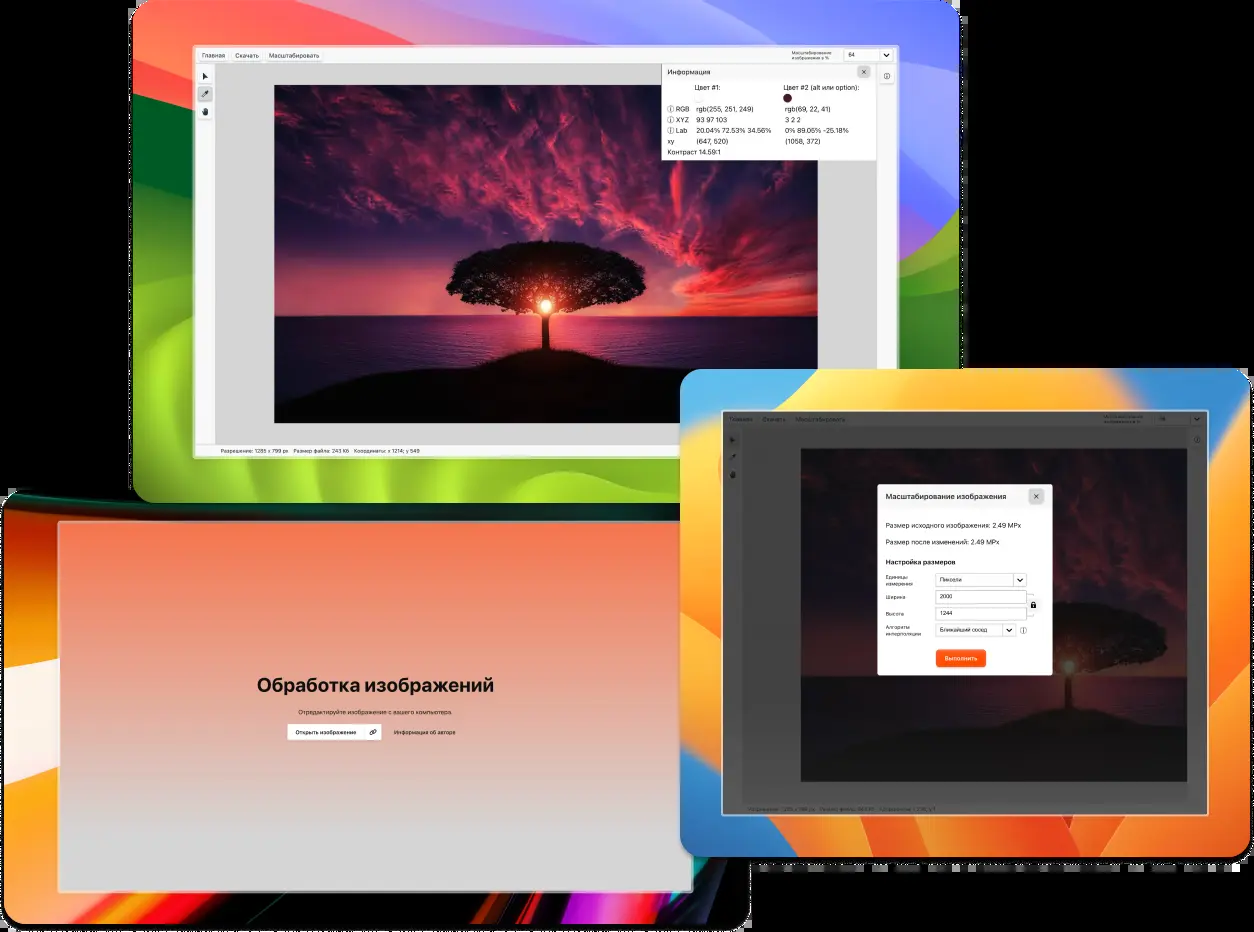 Главная Скачать Масштабировать
Масштабирование
изображения у %
64
Информация
Цвет #1: Цвет #2 (alt или option):
RGB rgb(255, 251, 249) rgb(69, 22, 41)
XYZ 93 97 103 3 2 2
Lab 20.04% 72.53% 34.56% 0% 89.05% -25.18%
xy (647, 520) (1058, 372)
Контраст 14.59:1
Разрешение: 1285 x 799 px Размер файла: 243 Кб Координаты: x 1214; y 549
Главная Скачать Масштабировать
Масштабирование изображения
Размер исходного изображения: 2.49 MPx
Размер после изменений: 2.49 MPx
Настройка размеров
Единицы
измерения
Пиксели
Ширина
2000
Высота
1244
Алгоритм
интерполяции
Ближайший сосед
Выполнить
Обработка изображений
Отредактируйте изображения с вашего компьютера
Открыть изображение
Информация об авторе